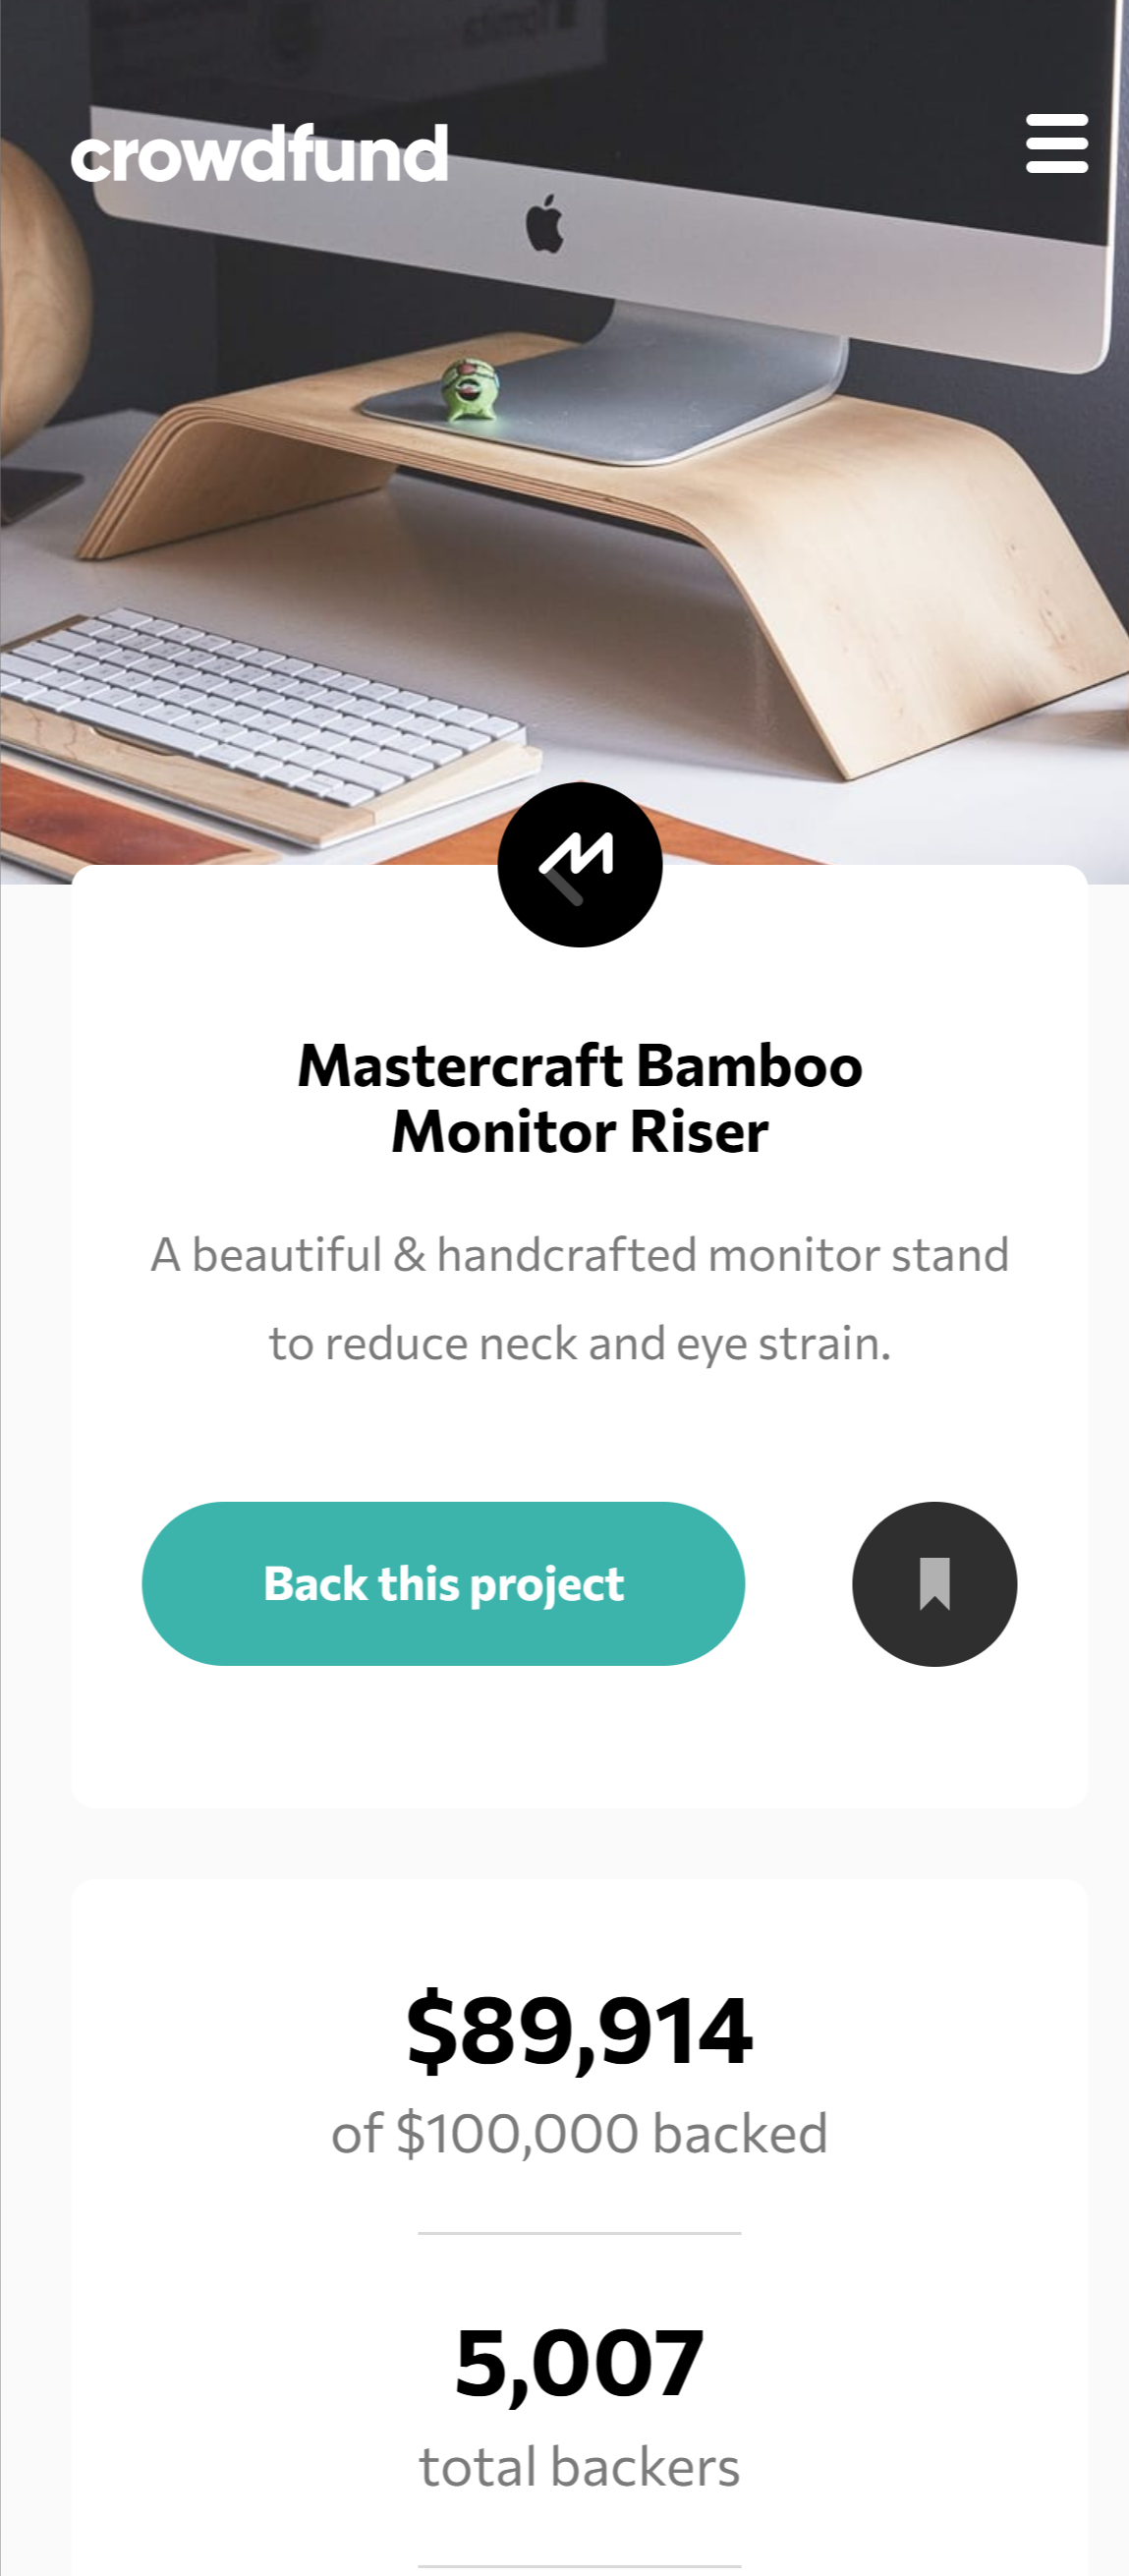 crowdfund
Mastercraft Bamboo
Monitor Riser
A beautiful & handcrafted monitor stand
to reduce neck and eye strain.
Back this project
$89,914
of $100,000 backed
5,007
total backers